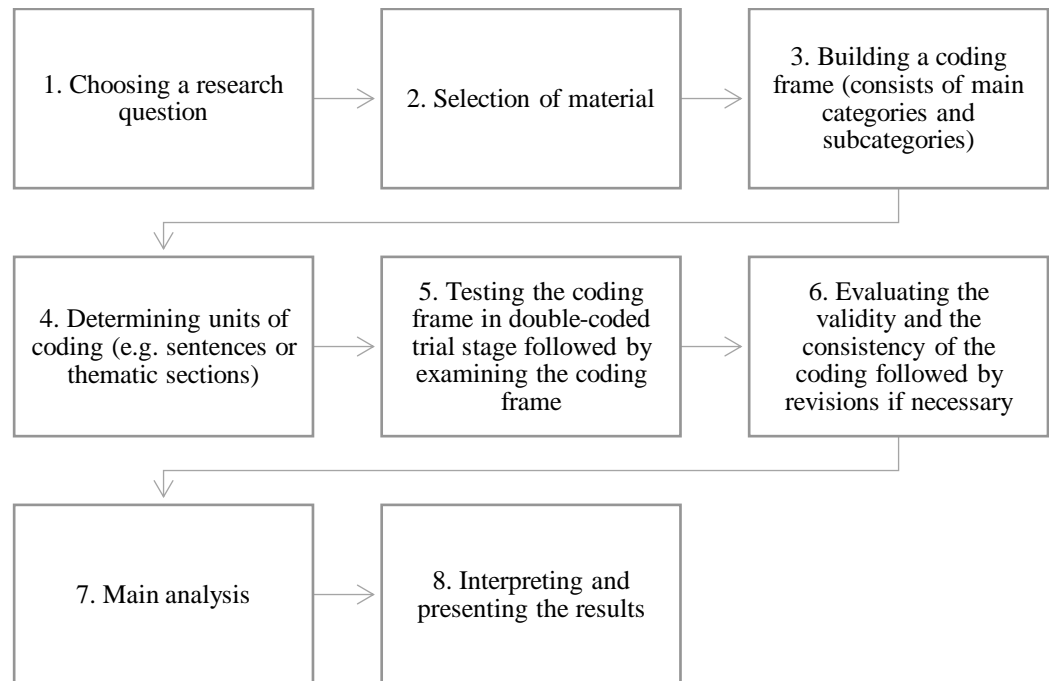 1. Choosing a research
question
2. Selection of material
3. Building a coding
frame (consists of main
categories and
subcategories)
4. Determining units of
coding (e.g. sentences or
thematic sections)
5. Testing the coding
frame in double-coded
trial stage followed by
examining the coding
frame
6. Evaluating the
validity and the
consistency of the
coding followed by
revisions if necessary
7. Main analysis
8. Interpreting and
presenting the results